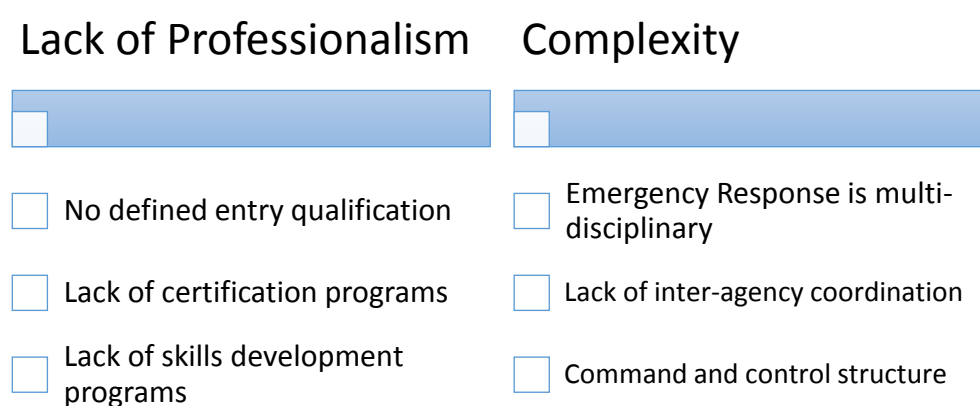 Lack of Professionalism
No defined entry qualification
Lack of certification programs
Lack of skills development
programs
Complexity
Emergency Response is multi-
disciplinary
Lack of inter-agency coordination
Command and control structure